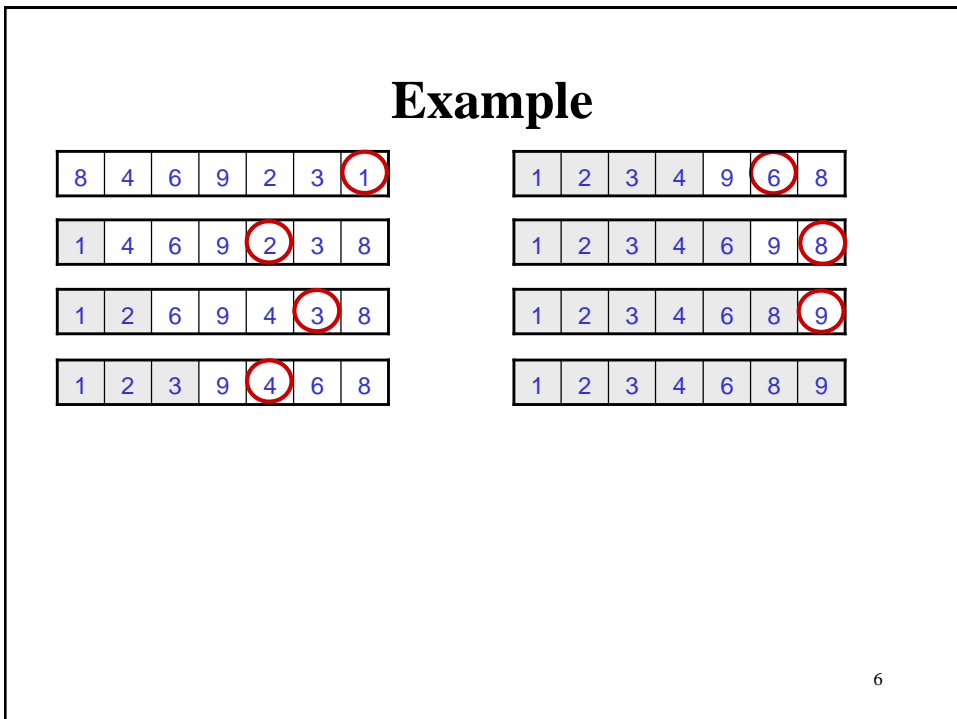 Example
8 4 6 9 2 3 1
1 4 6 9 2 3 8
1 2 6 9 4 3 8
1 2 3 9 4 6 8
1 2 3 4 9 6 8
1 2 3 4 6 9 8
1 2 3 4 6 8 9
1 2 3 4 6 8 9
6